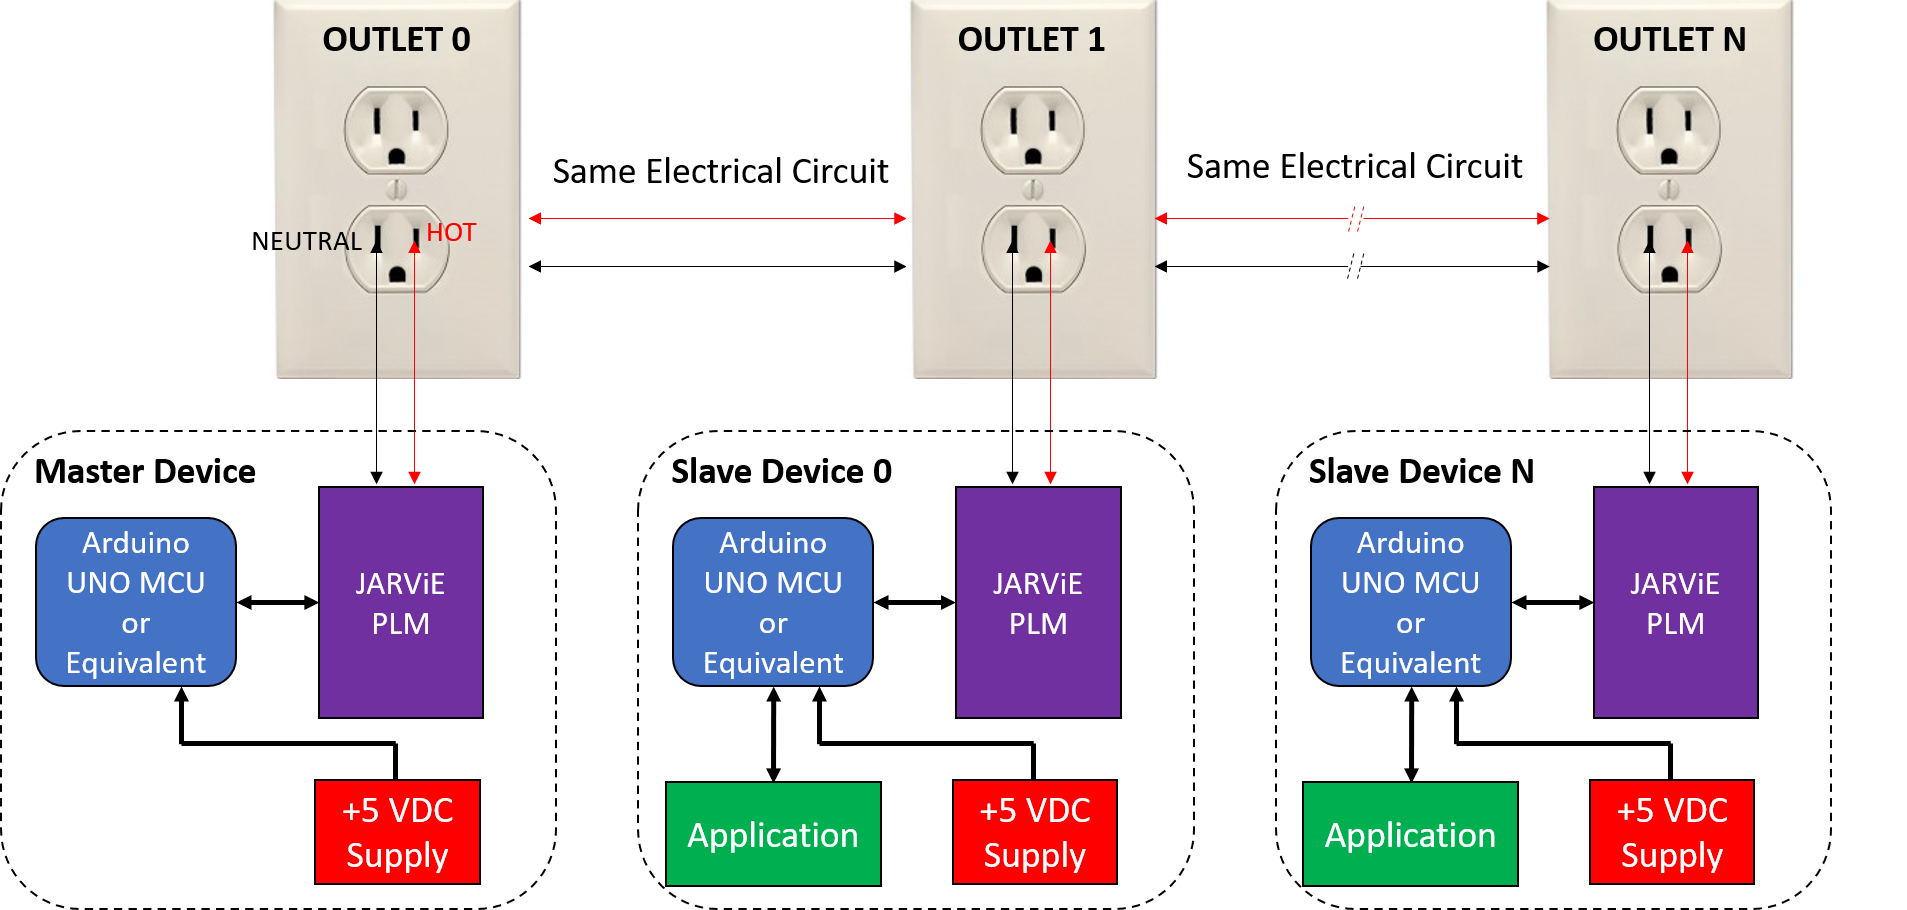 OUTLET 0
OUTLET 1
OUTLET N
Same Electrical Circuit
Same Electrical Circuit
NEUTRAL
HOT
Master Device
Arduino
UNO MCU
or
Equivalent
JARViE
PLM
+5 VDC
Supply
Slave Device 0
Arduino
UNO MCU
or
Equivalent
JARViE
PLM
Application
+5 VDC
Supply
Slave Device N
Arduino
UNO MCU
or
Equivalent
JARViE
PLM
Application
+5 VDC
Supply